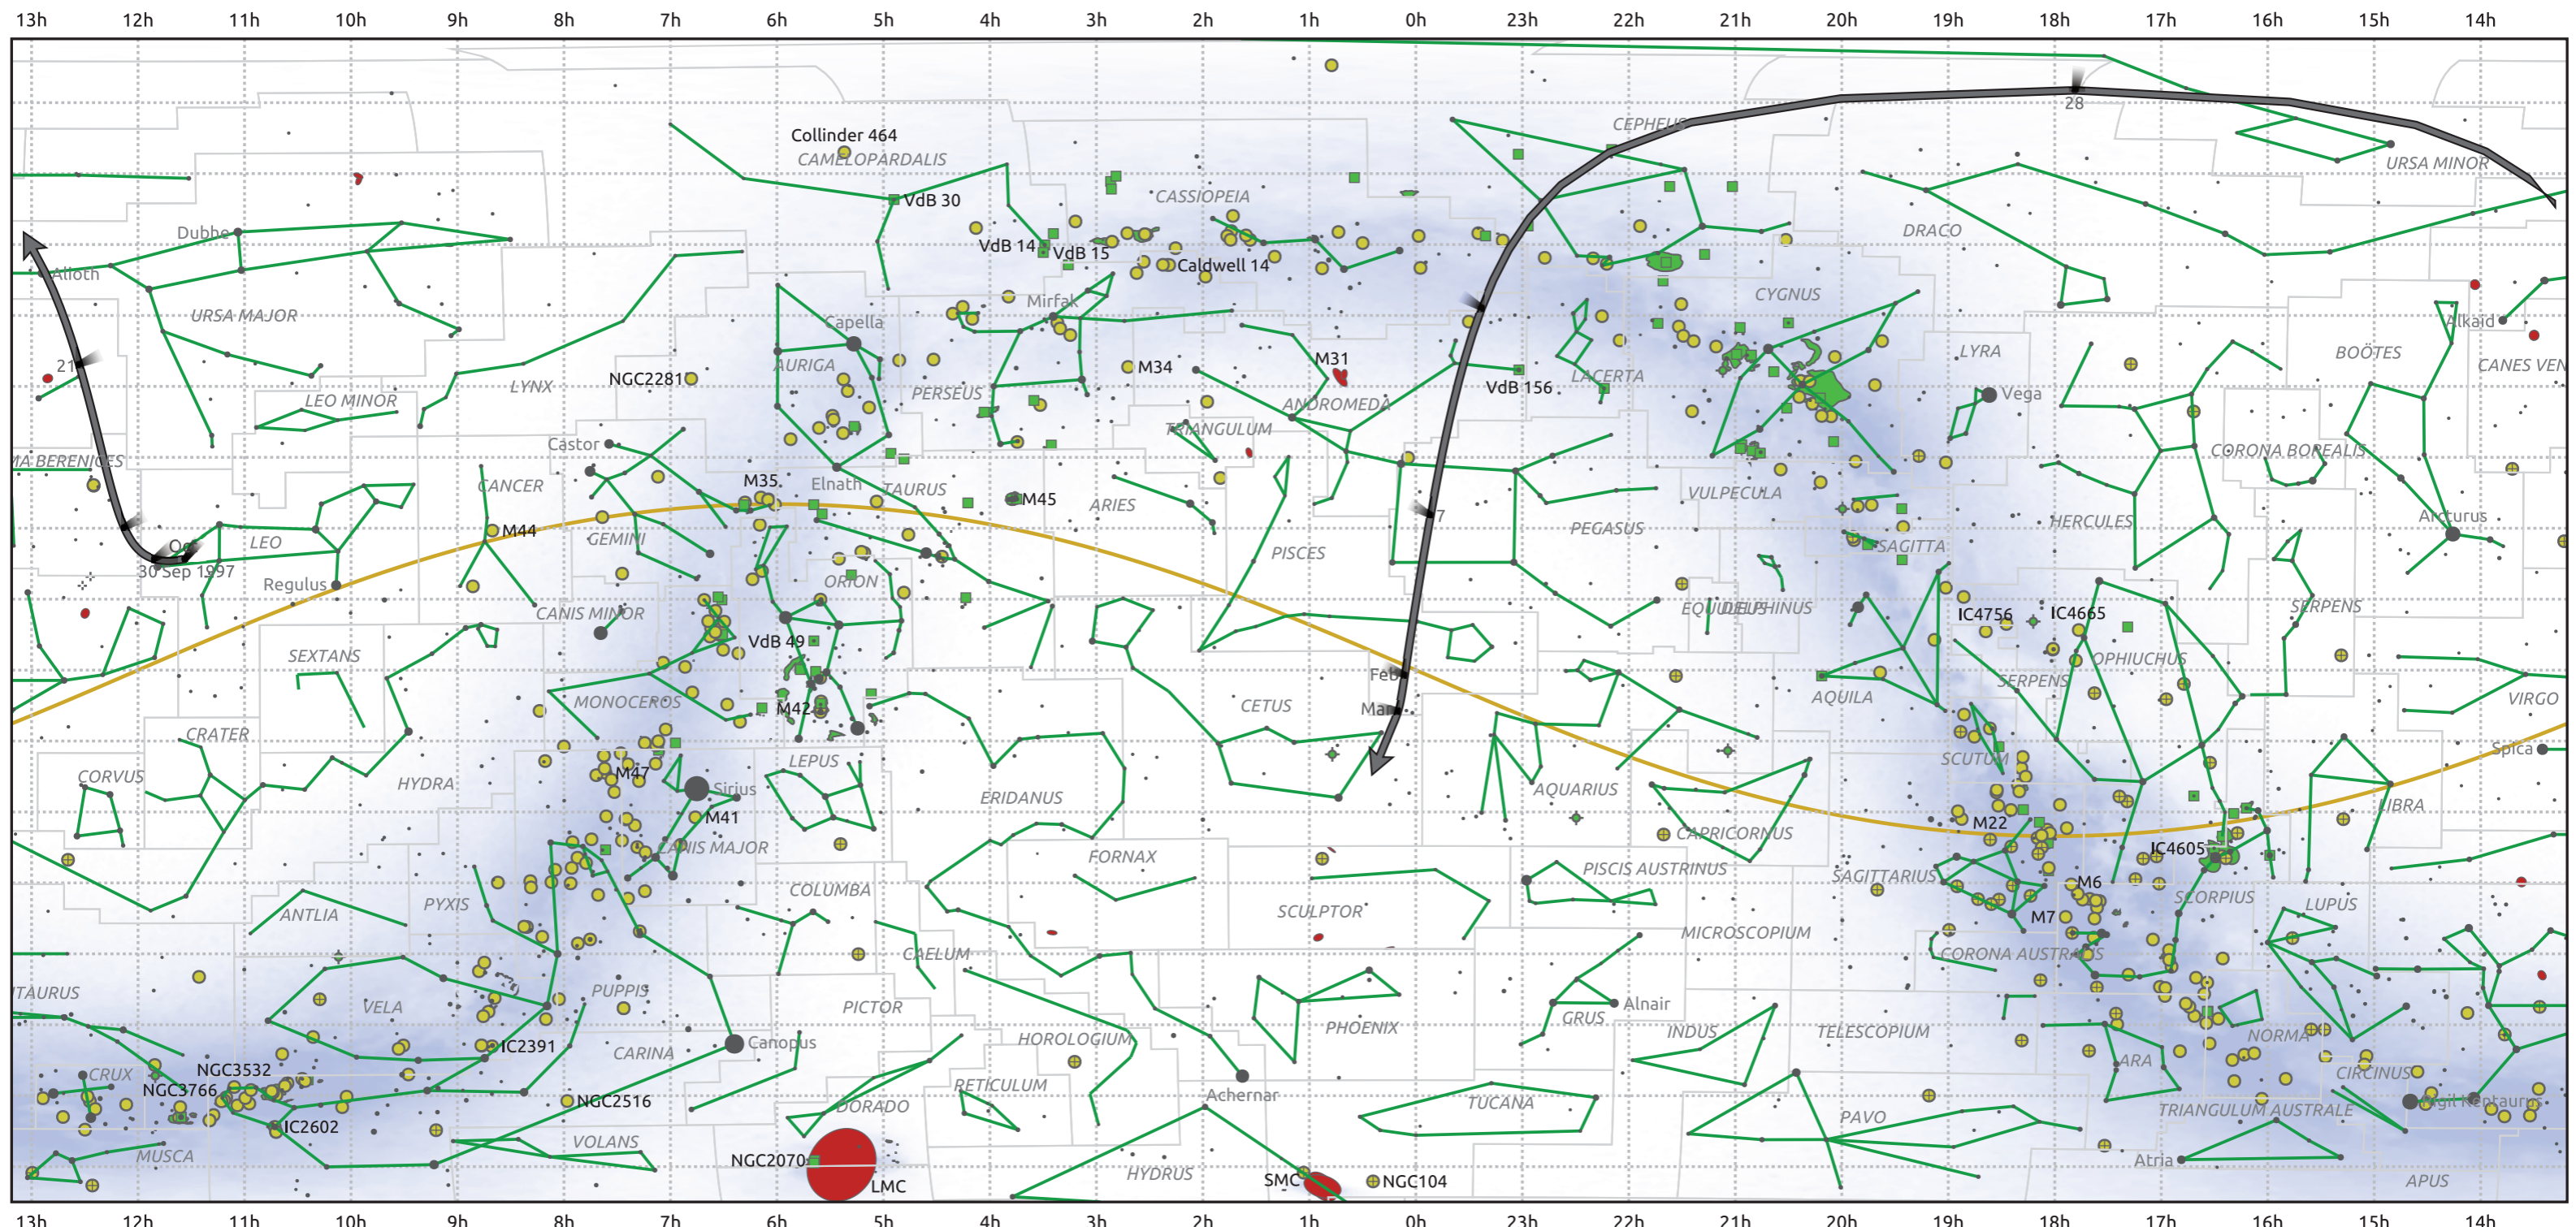 13h 12h 11h 10h 9h 8h 7h 6h 5h 4h 3h 2h 1h 0h 23h 22h 21h 20h 19h 18h 17h 16h 15h 14h
28
CEPHEUS
Collinder 464
CAMELOPARDALIS
URSA MINOR
CASSIOPEIA
VdB 30
Dubhe
DRACO
VdB 14
VdB 15
Caldwell 14
Alioth
CYGNUS
Mirfak
URSA MAJOR
Capella
Alkaid
21
AURIGA
M31
LYRA
BOÖTES
M34
CANES VEN
NGC2281
LYNX
PERSEUS
VdB 156
LACERTA
LEO MINOR
ANDROMEDA
Vega
TRIANGULUM
Castor
CORONA BOREALIS
MA BERENICES
M35
Elnath
CANCER
TAURUS
M45
ARIES
VULPECULA
7
Arcturus
M44
PEGASUS
HERCULES
Oct
LEO
GEMINI
PISCES
SAGITTA
30 Sep 1997
Regulus
ORION
CANIS MINOR
EQUULEUS
DELPHINUS
IC4756
IC4665
SERPENS
VdB 49
SEXTANS
OPHIUCHUS
Feb
SERPENS
MONOCEROS
M42
CETUS
Mar
AQUILA
VIRGO
CRATER
Spica
CORVUS
HYDRA
M47
LEPUS
SCUTUM
Sirius
ERIDANUS
AQUARIUS
LIBRA
M41
M22
CAPRICORNUS
CANIS MAJOR
FORNAX
IC4605
PISCIS AUSTRINUS
SAGITTARIUS
M6
COLUMBA
SCORPIUS
PYXIS
ANTLIA
SCULPTOR
M7
LUPUS
MICROSCOPIUM
CAELUM
CORONA AUSTRALIS
ITAURUS
PUPPIS
VELA
PICTOR
Alnair
GRUS
PHOENIX
INDUS
TELESCOPIUM
HOROLOGIUM
NORMA
IC2391
CARINA
Canopus
ARA
NGC3532
CRUX
CIRCINUS
NGC3766
RETICULUM
Achernar
NGC2516
DORADO
TUCANA
Rigil Kentaurus
TRIANGULUM AUSTRALE
PAVO
IC2602
VOLANS
MUSCA
NGC2070
Atria
HYDRUS
SMC
NGC104
LMC
APUS
13h 12h 11h 10h 9h 8h 7h 6h 5h 4h 3h 2h 1h 0h 23h 22h 21h 20h 19h 18h 17h 16h 15h 14h